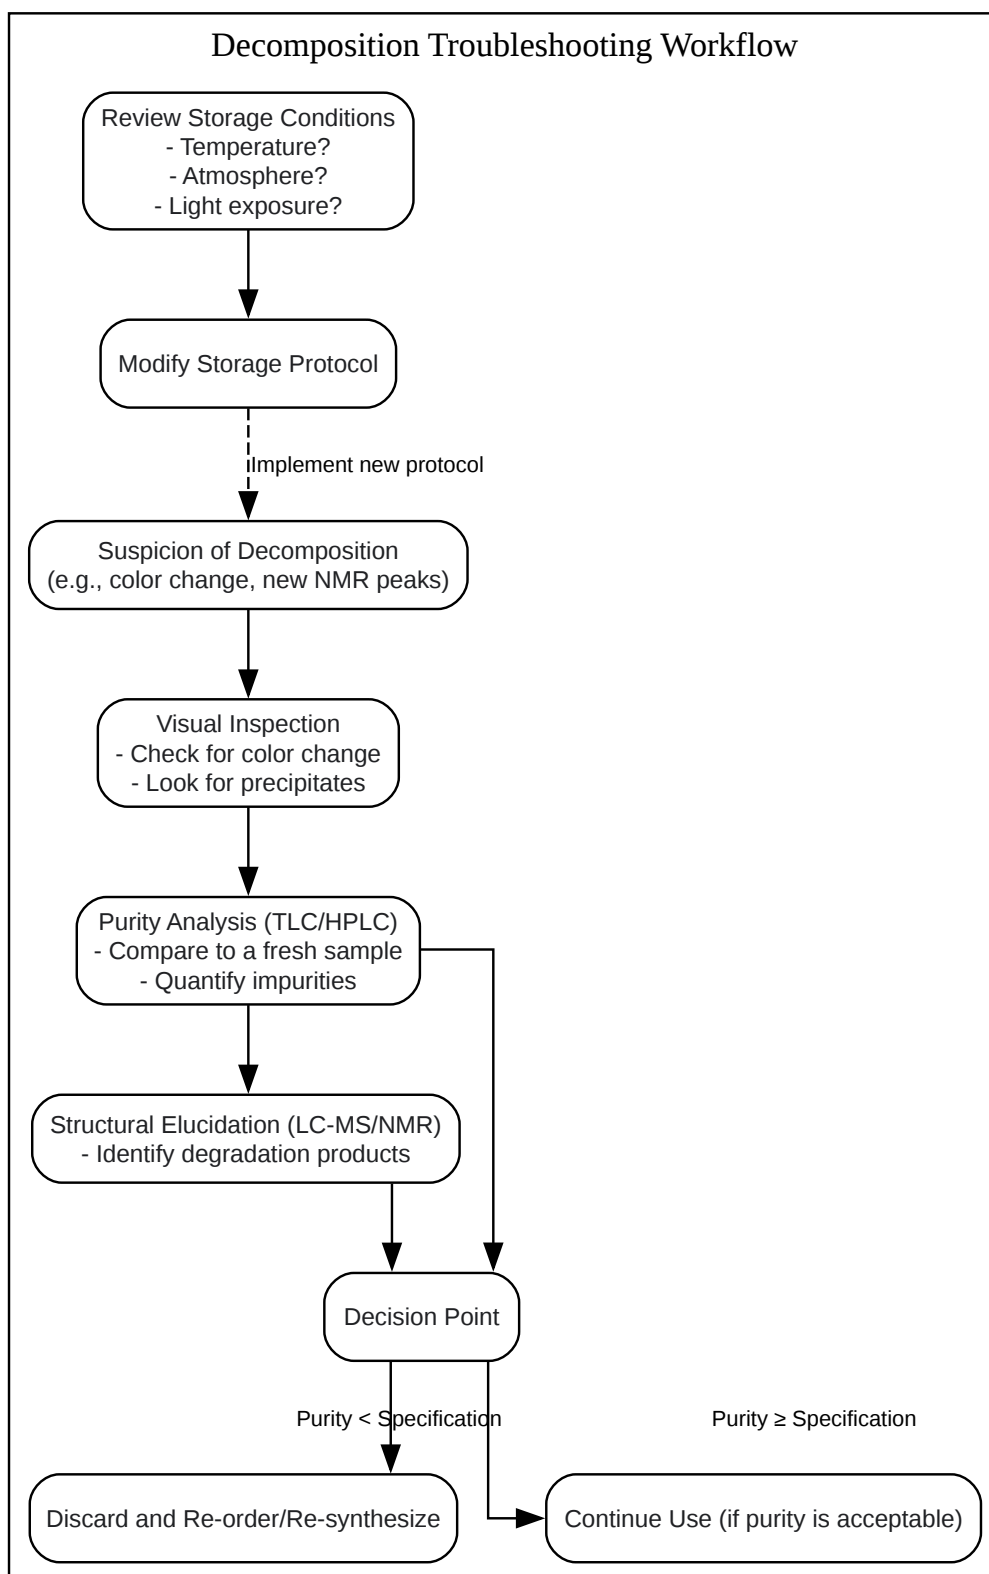 Decomposition Troubleshooting Workflow
Review Storage Conditions
- Temperature?
- Atmosphere?
- Light exposure?
Modify Storage Protocol
Implement new protocol
Suspicion of Decomposition
(e.g., color change, new NMR peaks)
Visual Inspection
- Check for color change
- Look for precipitates
Purity Analysis (TLC/HPLC)
- Compare to a fresh sample
- Quantify impurities
Structural Elucidation (LC-MS/NMR)
- Identify degradation products
Decision Point
Purity < Specification
Purity ≥ Specification
Discard and Re-order/Re-synthesize
Continue Use (if purity is acceptable)